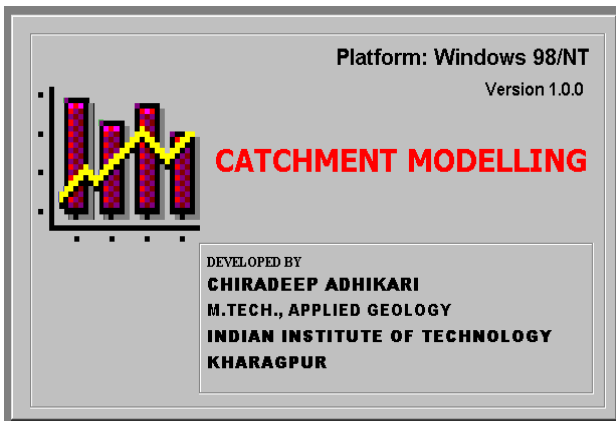 Platform: Windows 98/NT
Version 1.0.0
CATCHMENT MODELLING
DEVELOPED BY
CHIRADEEP ADHIKARI
M.TECH., APPLIED GEOLOGY
INDIAN INSTITUTE OF TECHNOLOGY
KHARAGPUR